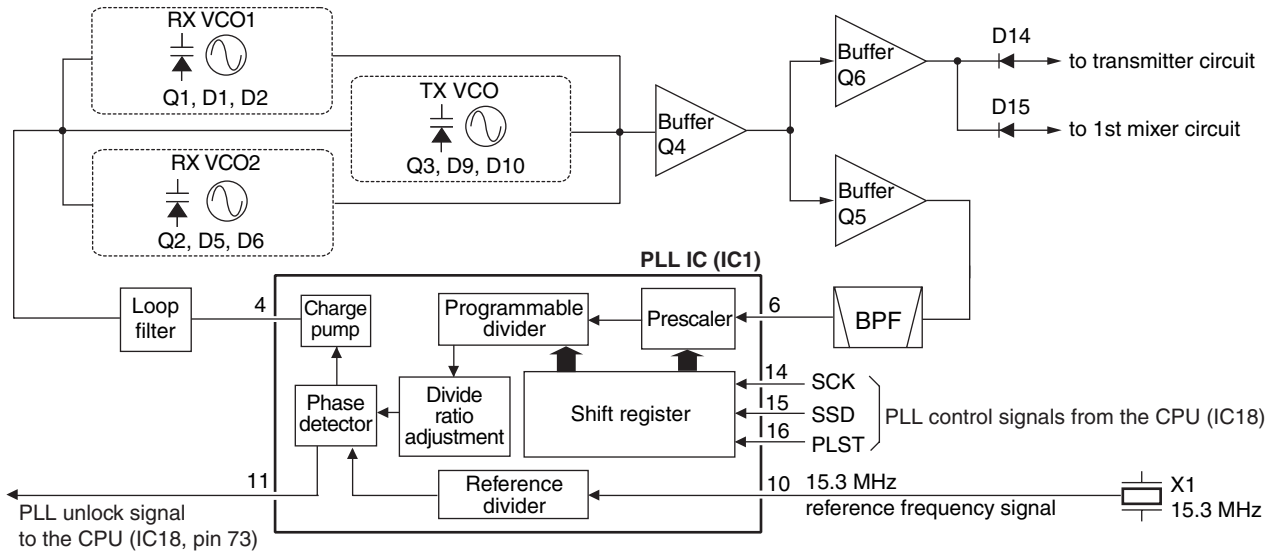 RX VCO1
Q1, D1, D2
TX VCO
Q3, D9, D10
RX VCO2
Q2, D5, D6
Buffer
Q4
Buffer
Q6
Buffer
Q5
D14
to transmitter circuit
D15
to 1st mixer circuit
PLL IC (IC1)
Loop
filter
4
Charge
pump
Programmable
divider
Prescaler
6
BPF
Phase
detector
Divide
ratio
adjustment
Shift register
14
SCK
15
SSD
16
PLST
PLL control signals from the CPU (IC18)
11
Reference
divider
10
15.3 MHz
reference frequency signal
X1
15.3 MHz
PLL unlock signal
to the CPU (IC18, pin 73)